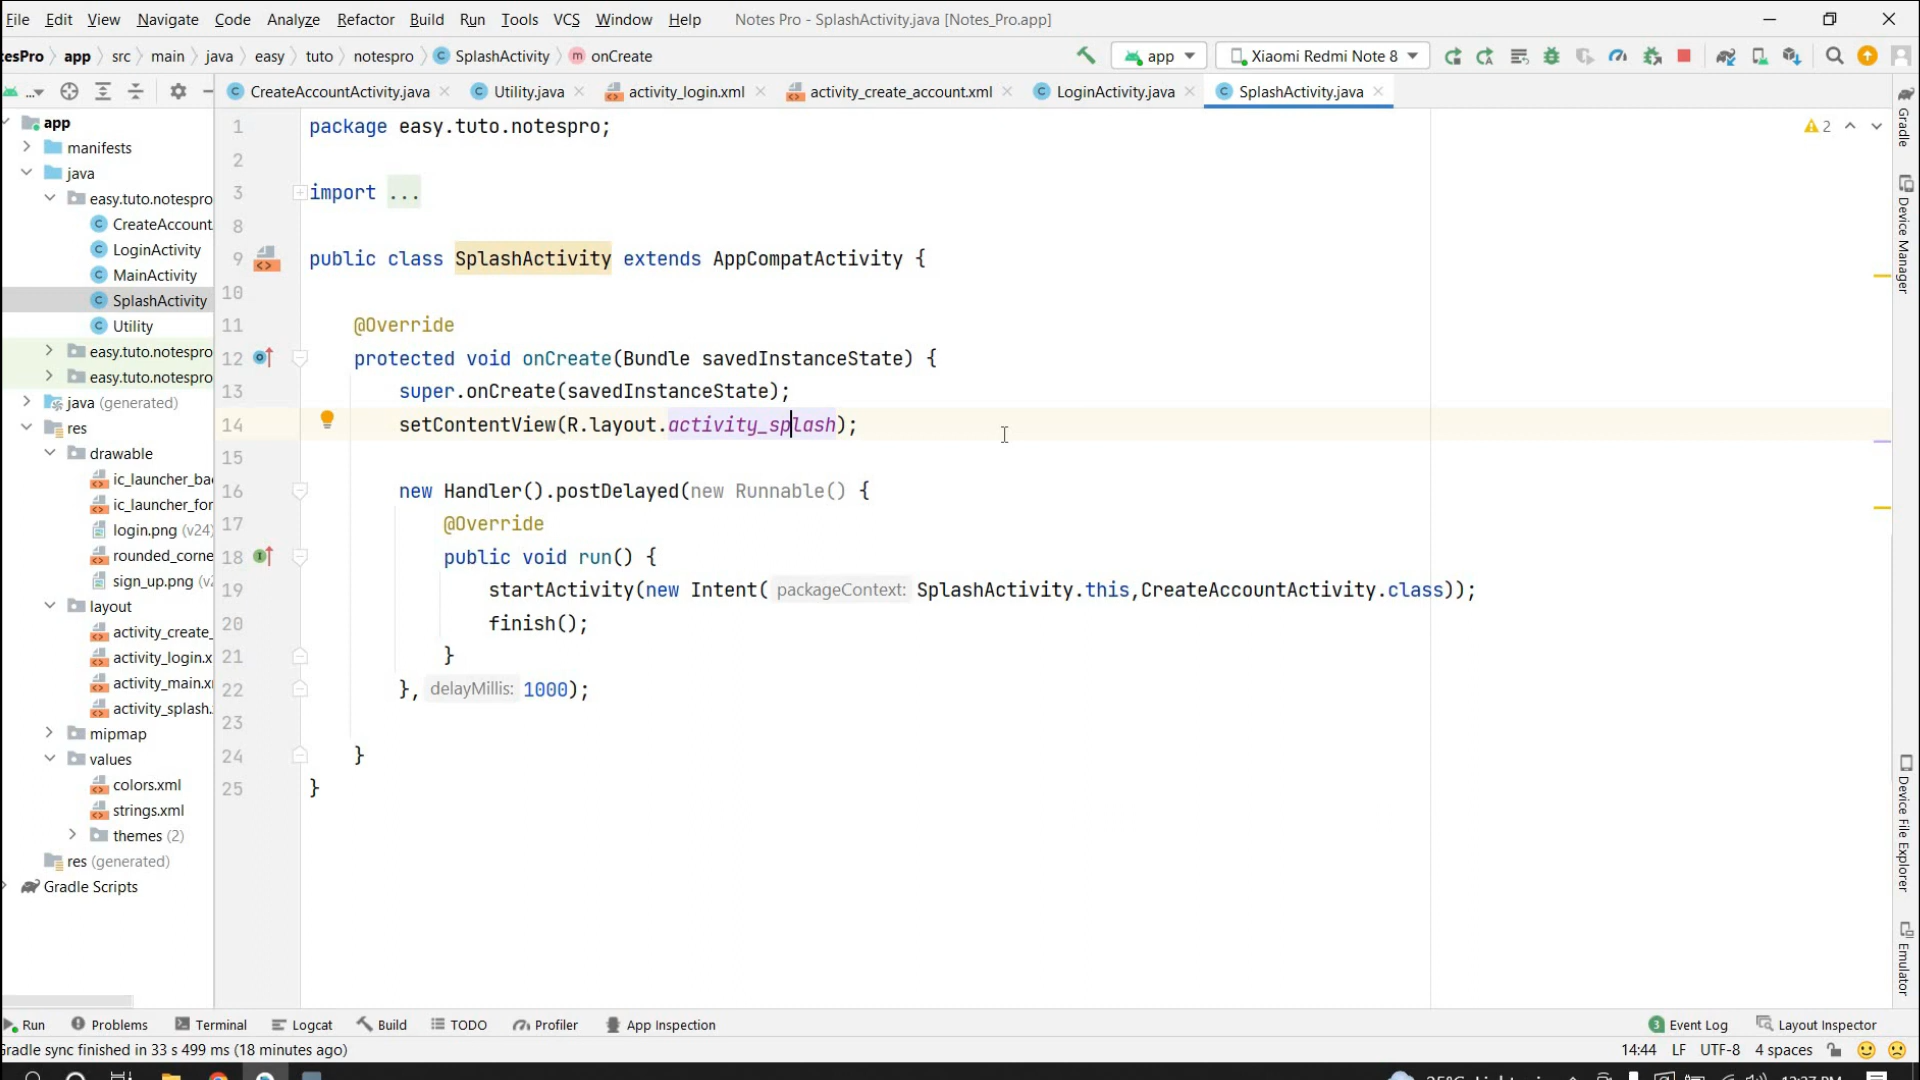 File Edit View Navigate Code Analyze Refactor Build Run Tools VCS Window Help Notes Pro - SplashActivity.java [Notes_Pro.app]
esPro app src main java easy tuto notespro SplashActivity onCreate app Xiaomi Redmi Note 8
... CreateAccountActivity.java Utility.java activity_login.xml activity_create_account.xml LoginActivity.java SplashActivity.java
app
manifests
java
easy.tuto.notespro
CreateAccount
LoginActivity
MainActivity
SplashActivity
Utility
easy.tuto.notespro
easy.tuto.notespro
java (generated)
res
drawable
ic_launcher_ba
ic_launcher_for
login.png (v24)
rounded_corne
sign_up.png (v2
layout
activity_create_
activity_login.x
activity_main.x
activity_splash.
mipmap
values
colors.xml
strings.xml
themes (2)
res (generated)
Gradle Scripts
1 package easy.tuto.notespro;
2
3 import ...
8
9 public class SplashActivity extends AppCompatActivity {
10
11 @Override
12 protected void onCreate(Bundle savedInstanceState) {
13 super.onCreate(savedInstanceState);
14 setContentView(R.layout.activity_splash);
15
16 new Handler().postDelayed(new Runnable() {
17 @Override
18 public void run() {
19 startActivity(new Intent( packageContext: SplashActivity.this,CreateAccountActivity.class));
20 finish();
21 }
22 }, delayMillis: 1000);
23
24 }
25 }
2
Gradle
Device Manager
Device File Explorer
Emulator
Run Problems Terminal Logcat Build TODO Profiler App Inspection 3 Event Log Layout Inspector
Gradle sync finished in 33 s 499 ms (18 minutes ago) 14:44 LF UTF-8 4 spaces